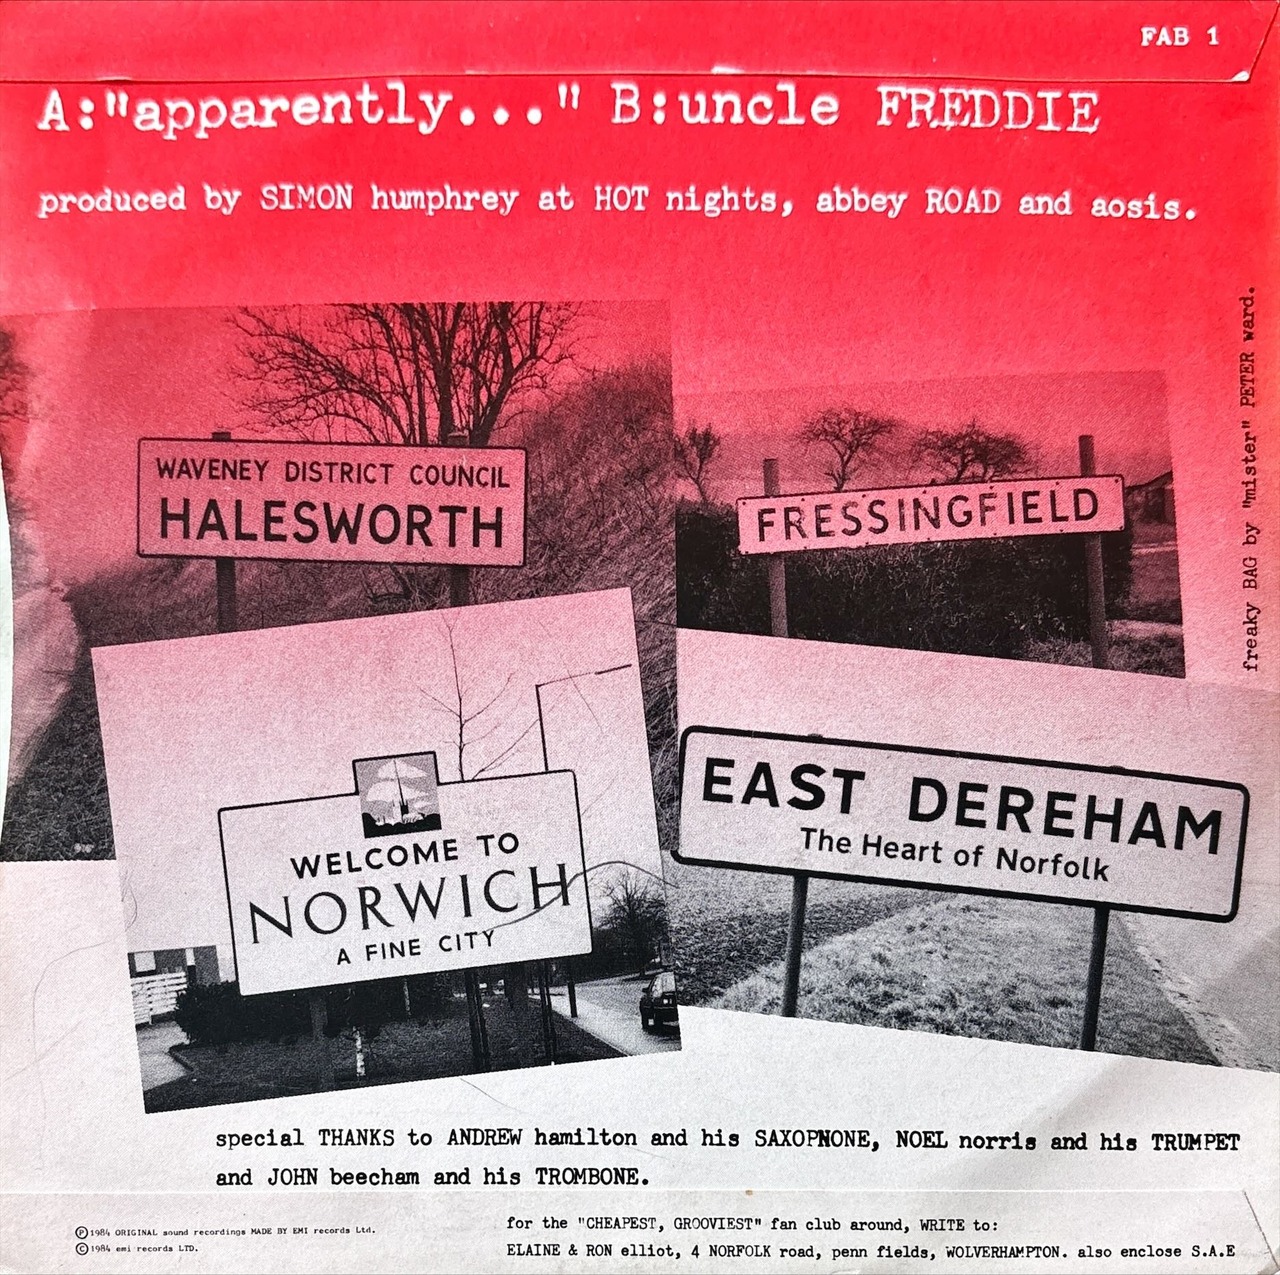 FAB 1
A:"apparently..." B:uncle FREDDIE
produced by SIMON humphrey at HOT nights, abbey ROAD and aosis.
freaky BAG by "mister" PETER ward.
WAVENEY DISTRICT COUNCIL
HALESWORTH
FRESSINGFIELD
WELCOME TO
NORWICH
A FINE CITY
EAST DEREHAM
The Heart of Norfolk
special THANKS to ANDREW hamilton and his SAXOPNONE, NOEL norris and his TRUMPET
and JOHN beecham and his TROMBONE.
Ⓟ1984 ORIGINAL sound recordings MADE BY EMI records Ltd.
©1984 emi records LTD.
for the "CHEAPEST, GROOVIEST" fan club around, WRITE to:
ELAINE & RON elliot, 4 NORFOLK road, penn fields, WOLVERHAMPTON. also enclose S.A.E